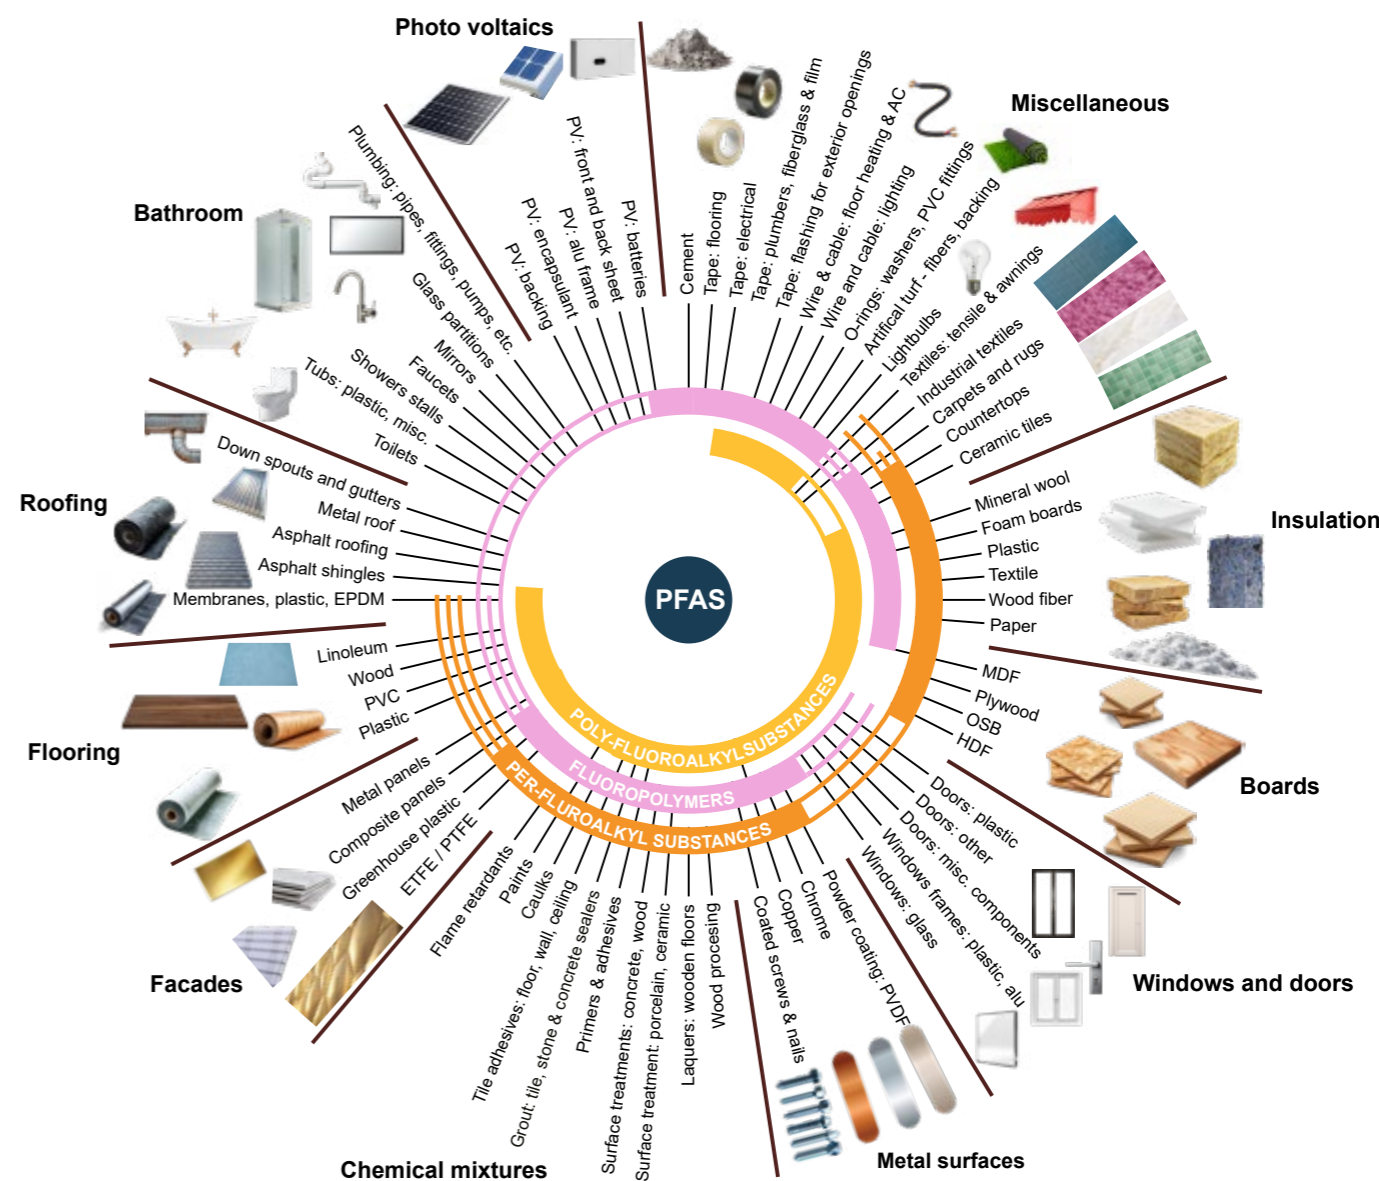 Photo voltaics
PV: backing
PV: encapsulant
PV: alu frame
PV: front and back sheet
PV: batteries
Miscellaneous
Cement
Tape: flooring
Tape: electrical
Tape: plumbers, fiberglass & film
Tape: flashing for exterior openings
Wire & cable: floor heating & AC
Wire and cable: lighting
O-rings: washers, PVC fittings
Artifical turf - fibers, backing
Lightbulbs
Textiles: tensile & awnings
Industrial textiles
Carpets and rugs
Countertops
Ceramic tiles
Insulation
Mineral wool
Foam boards
Plastic
Textile
Wood fiber
Paper
Boards
MDF
Plywood
OSB
HDF
Windows and doors
Doors: plastic
Doors: other
Doors: misc. components
Windows frames: plastic, alu
Windows: glass
Metal surfaces
Powder coating: PVDF
Chrome
Copper
Coated screws & nails
Chemical mixtures
Wood procesing
Laquers: wooden floors
Surface treatment: porcelain, ceramic
Surface treatments: concrete, wood
Primers & adhesives
Grout: tile, stone & concrete sealers
Tile adhesives: floor, wall, ceiling
Caulks
Paints
Flame retardants
Facades
ETFE / PTFE
Greenhouse plastic
Composite panels
Metal panels
Flooring
Plastic
PVC
Wood
Linoleum
Roofing
Membranes, plastic, EPDM
Asphalt shingles
Asphalt roofing
Metal roof
Down spouts and gutters
Bathroom
Toilets
Tubs: plastic, misc.
Showers stalls
Faucets
Mirrors
Glass partitions
Plumbing: pipes, fittings, pumps, etc.
PFAS
POLY-FLUOROALKYL SUBSTANCES
FLUOROPOLYMERS
PER-FLUROALKYL SUBSTANCES